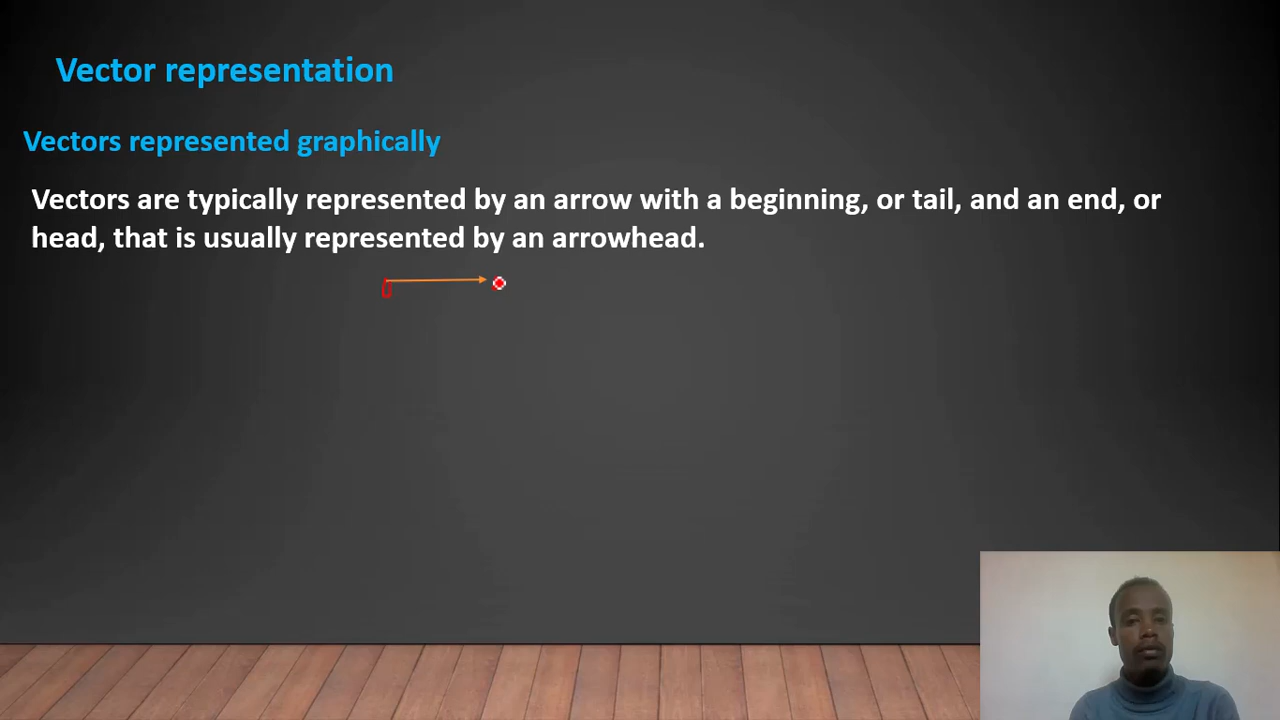 Vector representation
Vectors represented graphically
Vectors are typically represented by an arrow with a beginning, or tail, and an end, or
head, that is usually represented by an arrowhead.